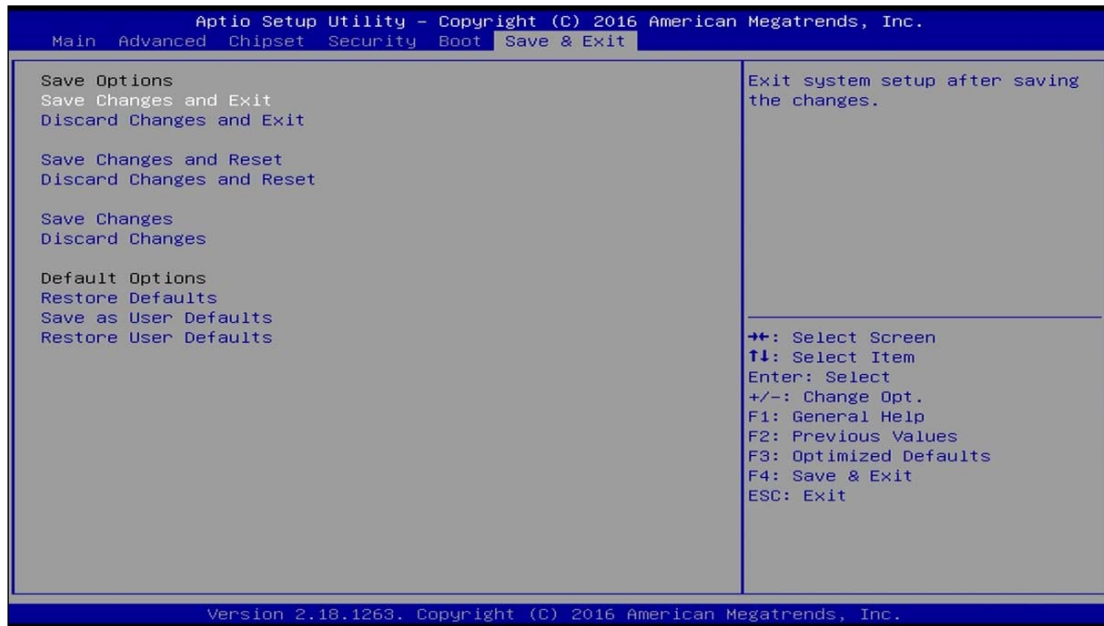 Aptio Setup Utility – Copyright (C) 2016 American Megatrends, Inc.
Main Advanced Chipset Security Boot Save & Exit
Save Options
Save Changes and Exit
Discard Changes and Exit
Save Changes and Reset
Discard Changes and Reset
Save Changes
Discard Changes
Default Options
Restore Defaults
Save as User Defaults
Restore User Defaults
Exit system setup after saving
the changes.
→←: Select Screen
↑↓: Select Item
Enter: Select
+/-: Change Opt.
F1: General Help
F2: Previous Values
F3: Optimized Defaults
F4: Save & Exit
ESC: Exit
Version 2.18.1263. Copyright (C) 2016 American Megatrends, Inc.